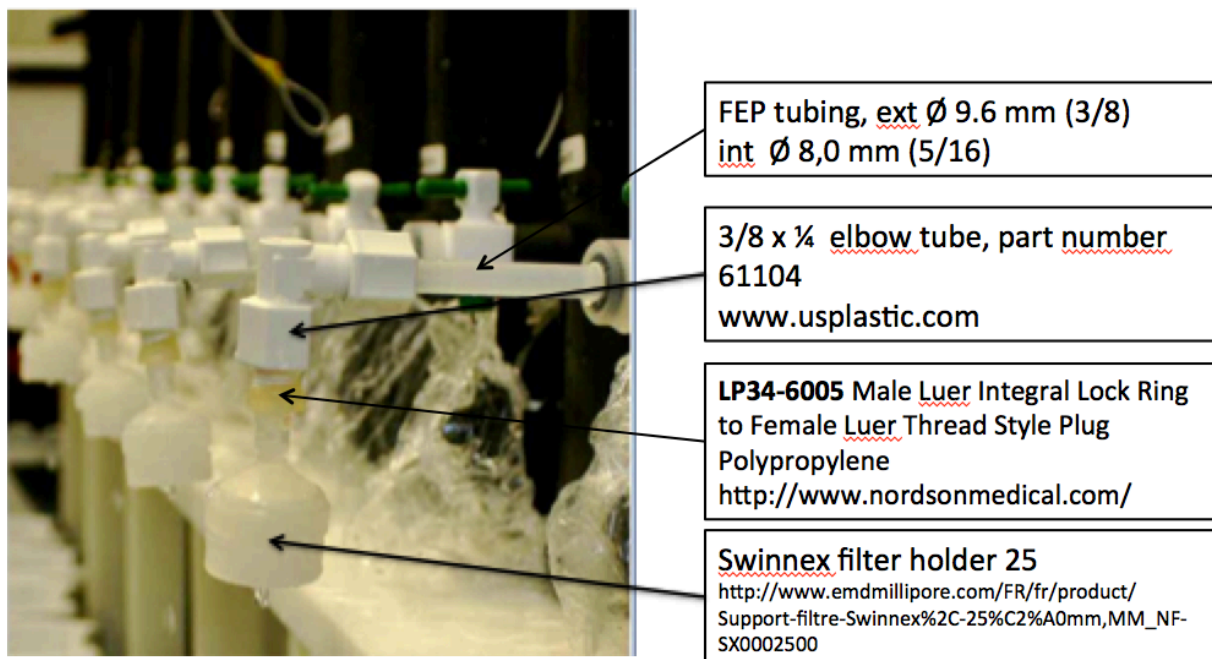 FEP tubing, ext Ø 9.6 mm (3/8)
int Ø 8,0 mm (5/16)
3/8 x ¼ elbow tube, part number
61104
www.usplastic.com
LP34-6005 Male Luer Integral Lock Ring
to Female Luer Thread Style Plug
Polypropylene
http://www.nordsonmedical.com/
Swinnex filter holder 25
http://www.emdmillipore.com/FR/fr/product/
Support-filtre-Swinnex%2C-25%C2%A0mm,MM_NF-
SX0002500